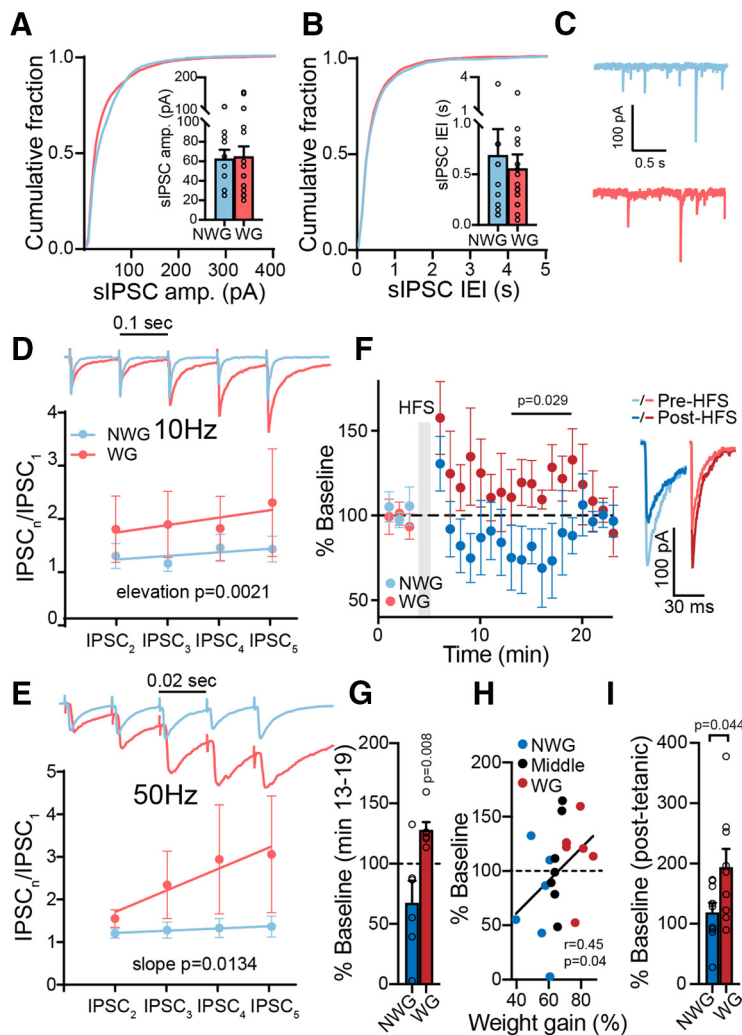 A
Cumulative fraction
1.0
0.5
0.0
100 200 300 400
sIPSC amp. (pA)
sIPSC amp. (pA)
200
100
100
80
60
40
20
0
NWG WG
B
Cumulative fraction
1.0
0.5
0.0
0 1 2 3 4 5
sIPSC IEI (s)
sIPSC IEI (s)
4
1.0
0.5
0.0
NWG WG
C
100 pA
0.5 s
D
0.1 sec
NWG
WG
10Hz
IPSCn/IPSC1
4
3
2
1
0
elevation p=0.0021
IPSC2 IPSC3 IPSC4 IPSC5
E
0.02 sec
50Hz
IPSCn/IPSC1
5
4
3
2
1
0
slope p=0.0134
IPSC2 IPSC3 IPSC4 IPSC5
F
HFS
p=0.029
% Baseline
150
100
50
NWG
WG
0 10 20
Time (min)
/ Pre-HFS
/ Post-HFS
100 pA
30 ms
G
% Baseline (min 13-19)
200
150
100
50
0
p=0.008
NWG WG
H
NWG
Middle
WG
% Baseline
200
150
100
50
0
r=0.45
p=0.04
40 50 60 70 80 90
Weight gain (%)
I
p=0.044
% Baseline (post-tetanic)
400
300
200
100
0
NWG WG